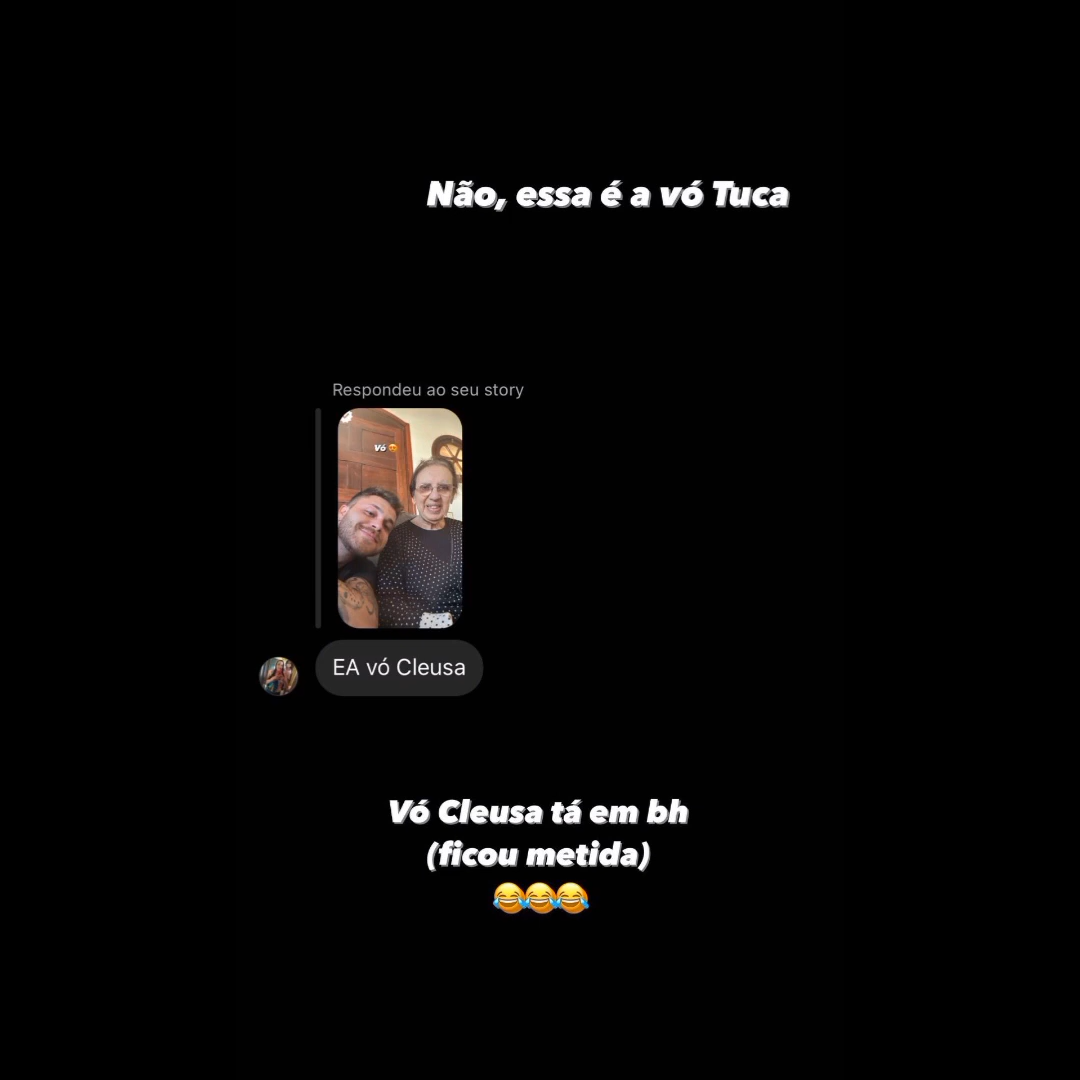 Não, essa é a vó Tuca
Respondeu ao seu story
Vó 😍
EA vó Cleusa
Vó Cleusa tá em bh
(ficou metida)
😂😂😂